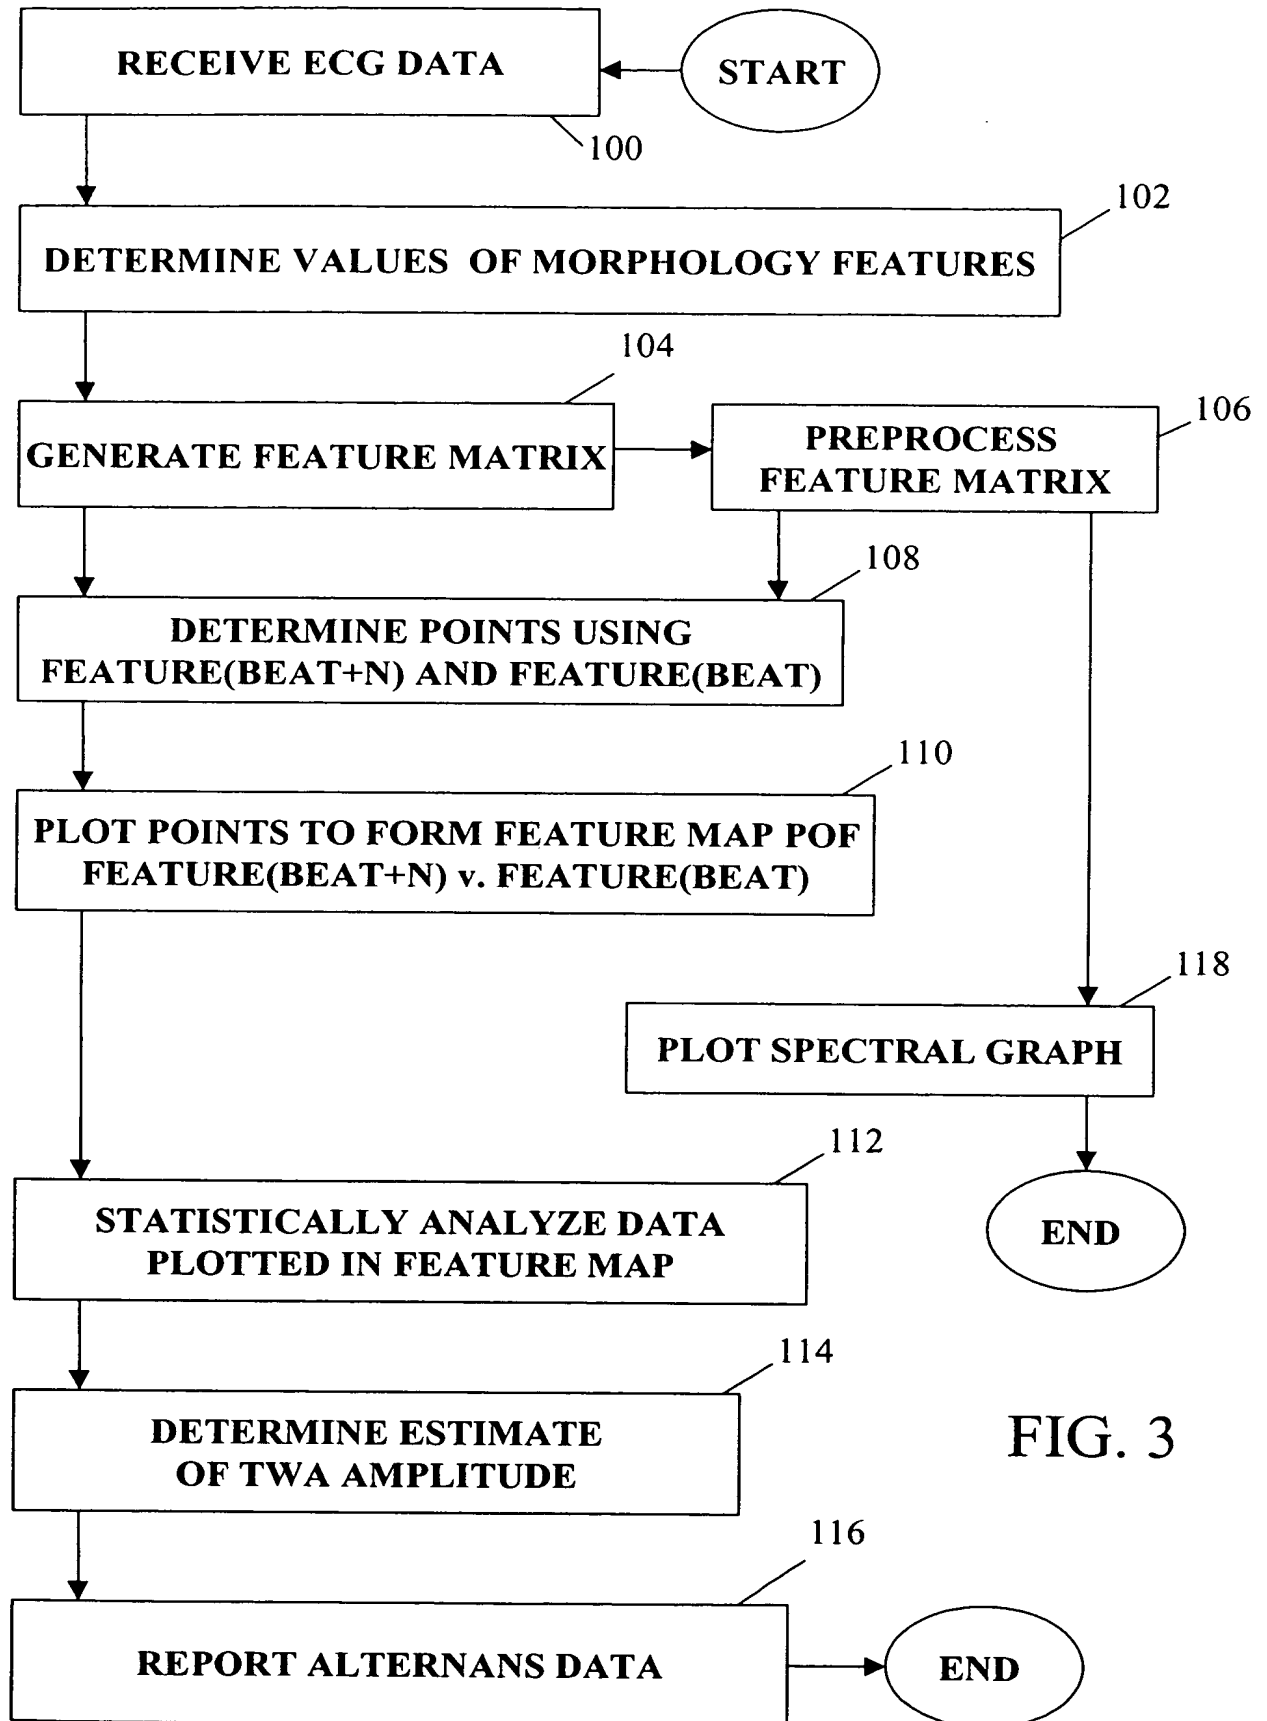 RECEIVE ECG DATA
START
100
102
DETERMINE VALUES OF MORPHOLOGY FEATURES
104
GENERATE FEATURE MATRIX
106
PREPROCESS
FEATURE MATRIX
108
DETERMINE POINTS USING
FEATURE(BEAT+N) AND FEATURE(BEAT)
110
PLOT POINTS TO FORM FEATURE MAP POF
FEATURE(BEAT+N) v. FEATURE(BEAT)
118
PLOT SPECTRAL GRAPH
END
112
STATISTICALLY ANALYZE DATA
PLOTTED IN FEATURE MAP
114
DETERMINE ESTIMATE
OF TWA AMPLITUDE
FIG. 3
116
REPORT ALTERNANS DATA
END